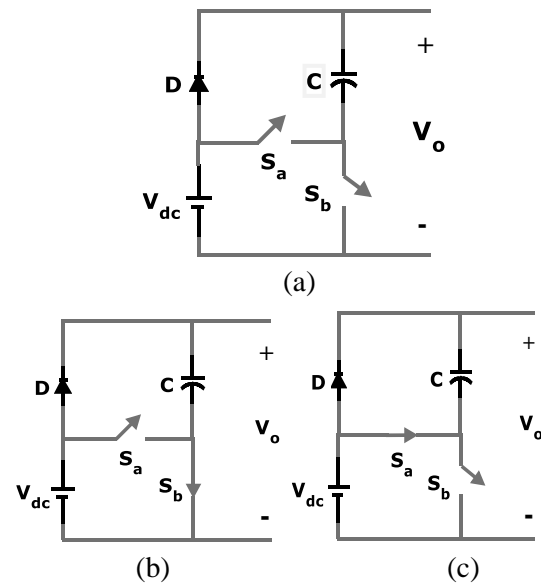 +
D
C
V_o
S_a
S_b
V_dc
-
(a)
+
D
C
V_o
S_a
S_b
V_dc
-
(b)
+
D
C
V_o
S_a
S_b
V_dc
-
(c)